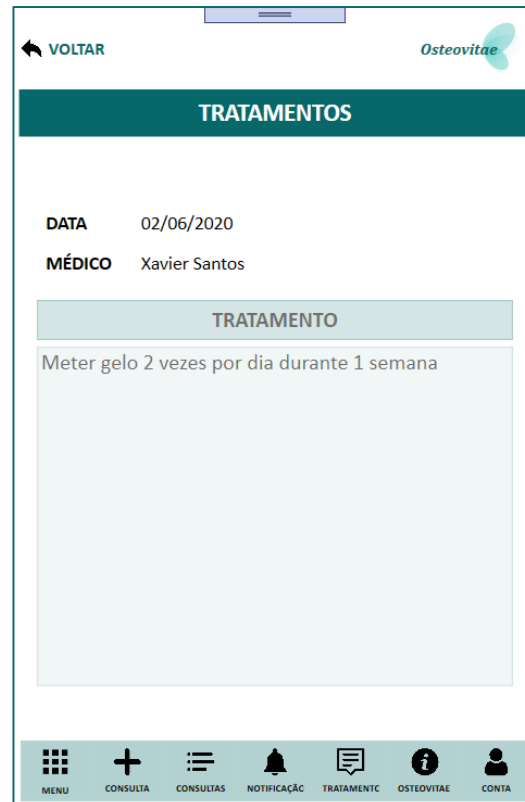 VOLTAR
Osteovitae
TRATAMENTOS
DATA 02/06/2020
MÉDICO Xavier Santos
TRATAMENTO
Meter gelo 2 vezes por dia durante 1 semana
MENU CONSULTA CONSULTAS NOTIFICAÇÃO TRATAMENTC OSTEOVITAE CONTA